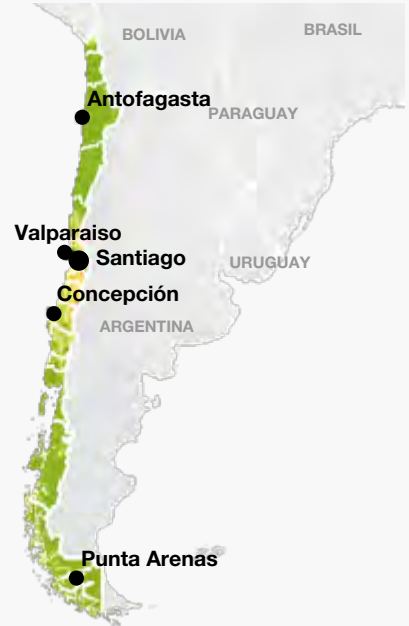 BOLIVIA
BRASIL
Antofagasta
PARAGUAY
Valparaiso
Santiago
URUGUAY
Concepción
ARGENTINA
Punta Arenas